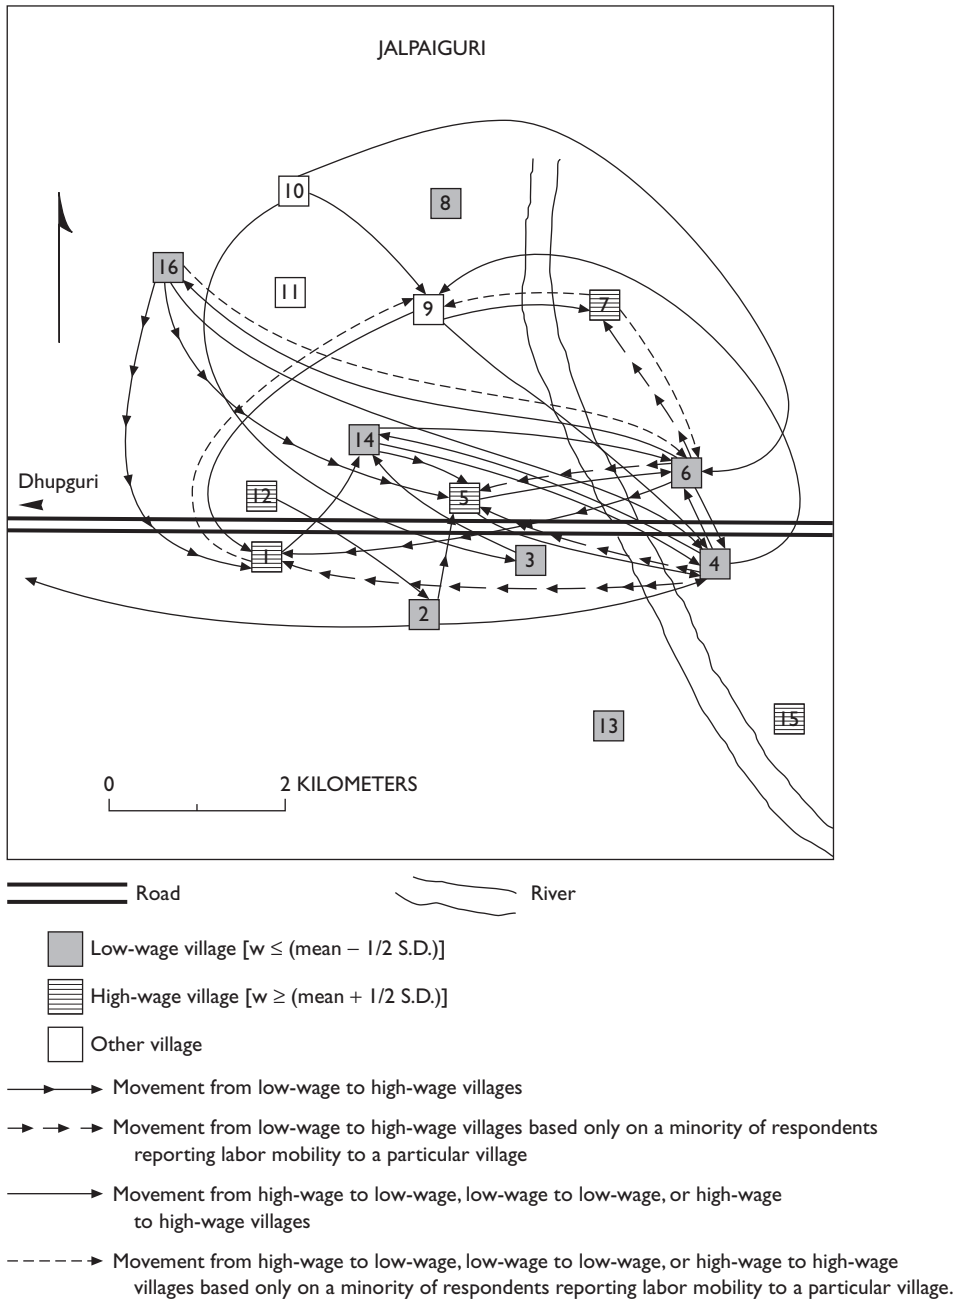 JALPAIGURI
10
8
16
11
9
7
14
6
Dhupguri
12
5
1
3
4
2
13
15
0 2 KILOMETERS
Road River
Low-wage village [w ≤ (mean – 1/2 S.D.)]
High-wage village [w ≥ (mean + 1/2 S.D.)]
Other village
Movement from low-wage to high-wage villages
Movement from low-wage to high-wage villages based only on a minority of respondents
reporting labor mobility to a particular village
Movement from high-wage to low-wage, low-wage to low-wage, or high-wage
to high-wage villages
Movement from high-wage to low-wage, low-wage to low-wage, or high-wage to high-wage
villages based only on a minority of respondents reporting labor mobility to a particular village.